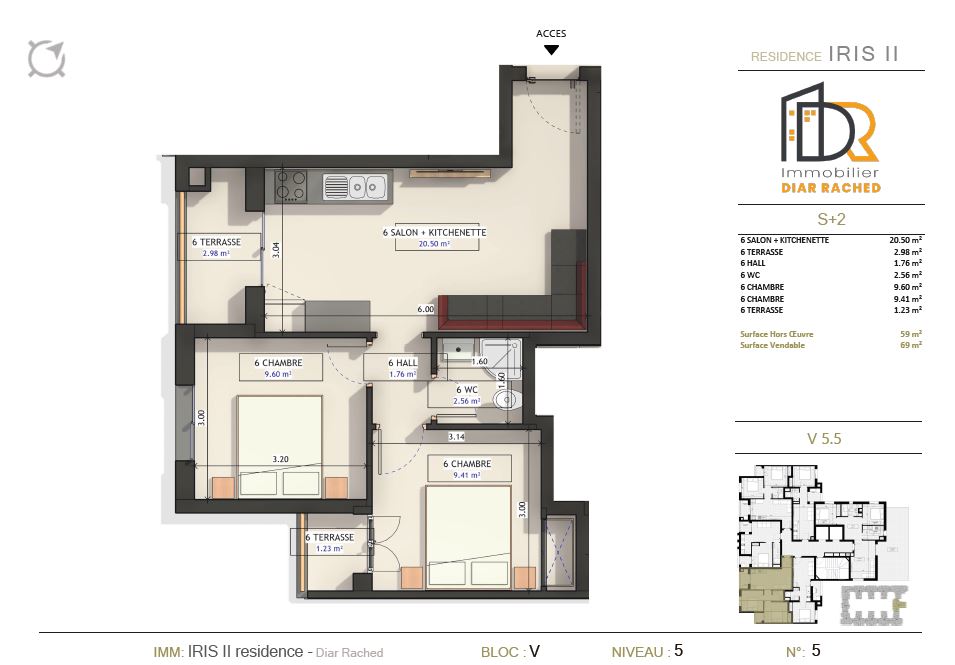 ACCES
RESIDENCE IRIS II
DR
Immobilier
DIAR RACHED
S+2
6 SALON + KITCHENETTE 20.50 m²
6 TERRASSE 2.98 m²
6 HALL 1.76 m²
6 WC 2.56 m²
6 CHAMBRE 9.60 m²
6 CHAMBRE 9.41 m²
6 TERRASSE 1.23 m²
Surface Hors Œuvre 59 m²
Surface Vendable 69 m²
V 5.5
6 TERRASSE
2.98 m²
3.04
6 SALON + KITCHENETTE
20.50 m²
6.00
6 CHAMBRE
9.60 m²
3.00
3.20
6 HALL
1.76 m²
1.60
1.60
6 WC
2.56 m²
3.14
6 CHAMBRE
9.41 m²
3.00
6 TERRASSE
1.23 m²
IMM: IRIS II residence - Diar Rached BLOC : V NIVEAU : 5 N°: 5